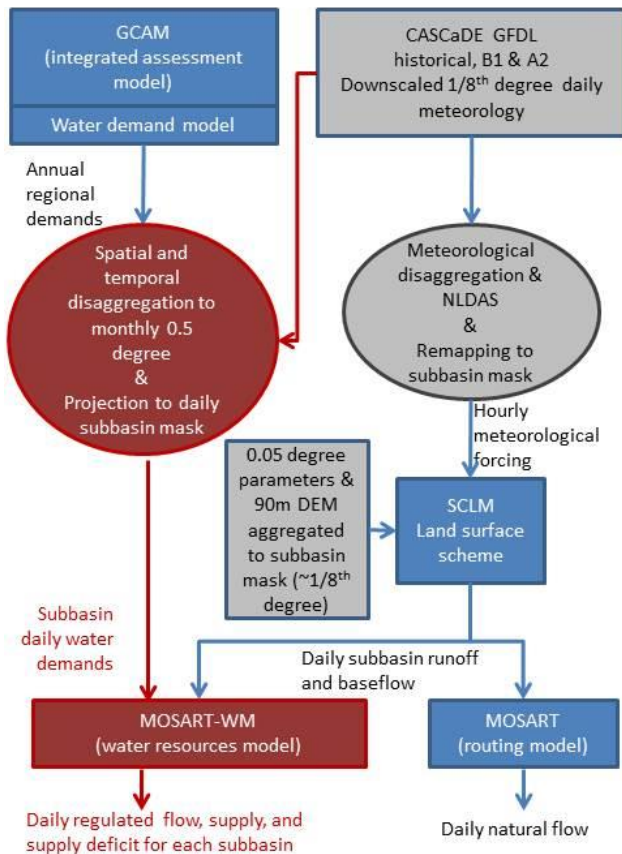 GCAM
(integrated assessment
model)
Water demand model
CASCaDE GFDL
historical, B1 & A2
Downscaled 1/8th degree daily
meteorology
Annual
regional
demands
Spatial and
temporal
disaggregation to
monthly 0.5
degree
&
Projection to daily
subbasin mask
Meteorological
disaggregation &
NLDAS
&
Remapping to
subbasin mask
Hourly
meteorological
forcing
0.05 degree
parameters &
90m DEM
aggregated
to subbasin
mask (~1/8th
degree)
SCLM
Land surface
scheme
Subbasin
daily water
demands
Daily subbasin runoff
and baseflow
MOSART-WM
(water resources model)
MOSART
(routing model)
Daily regulated flow, supply, and
supply deficit for each subbasin
Daily natural flow